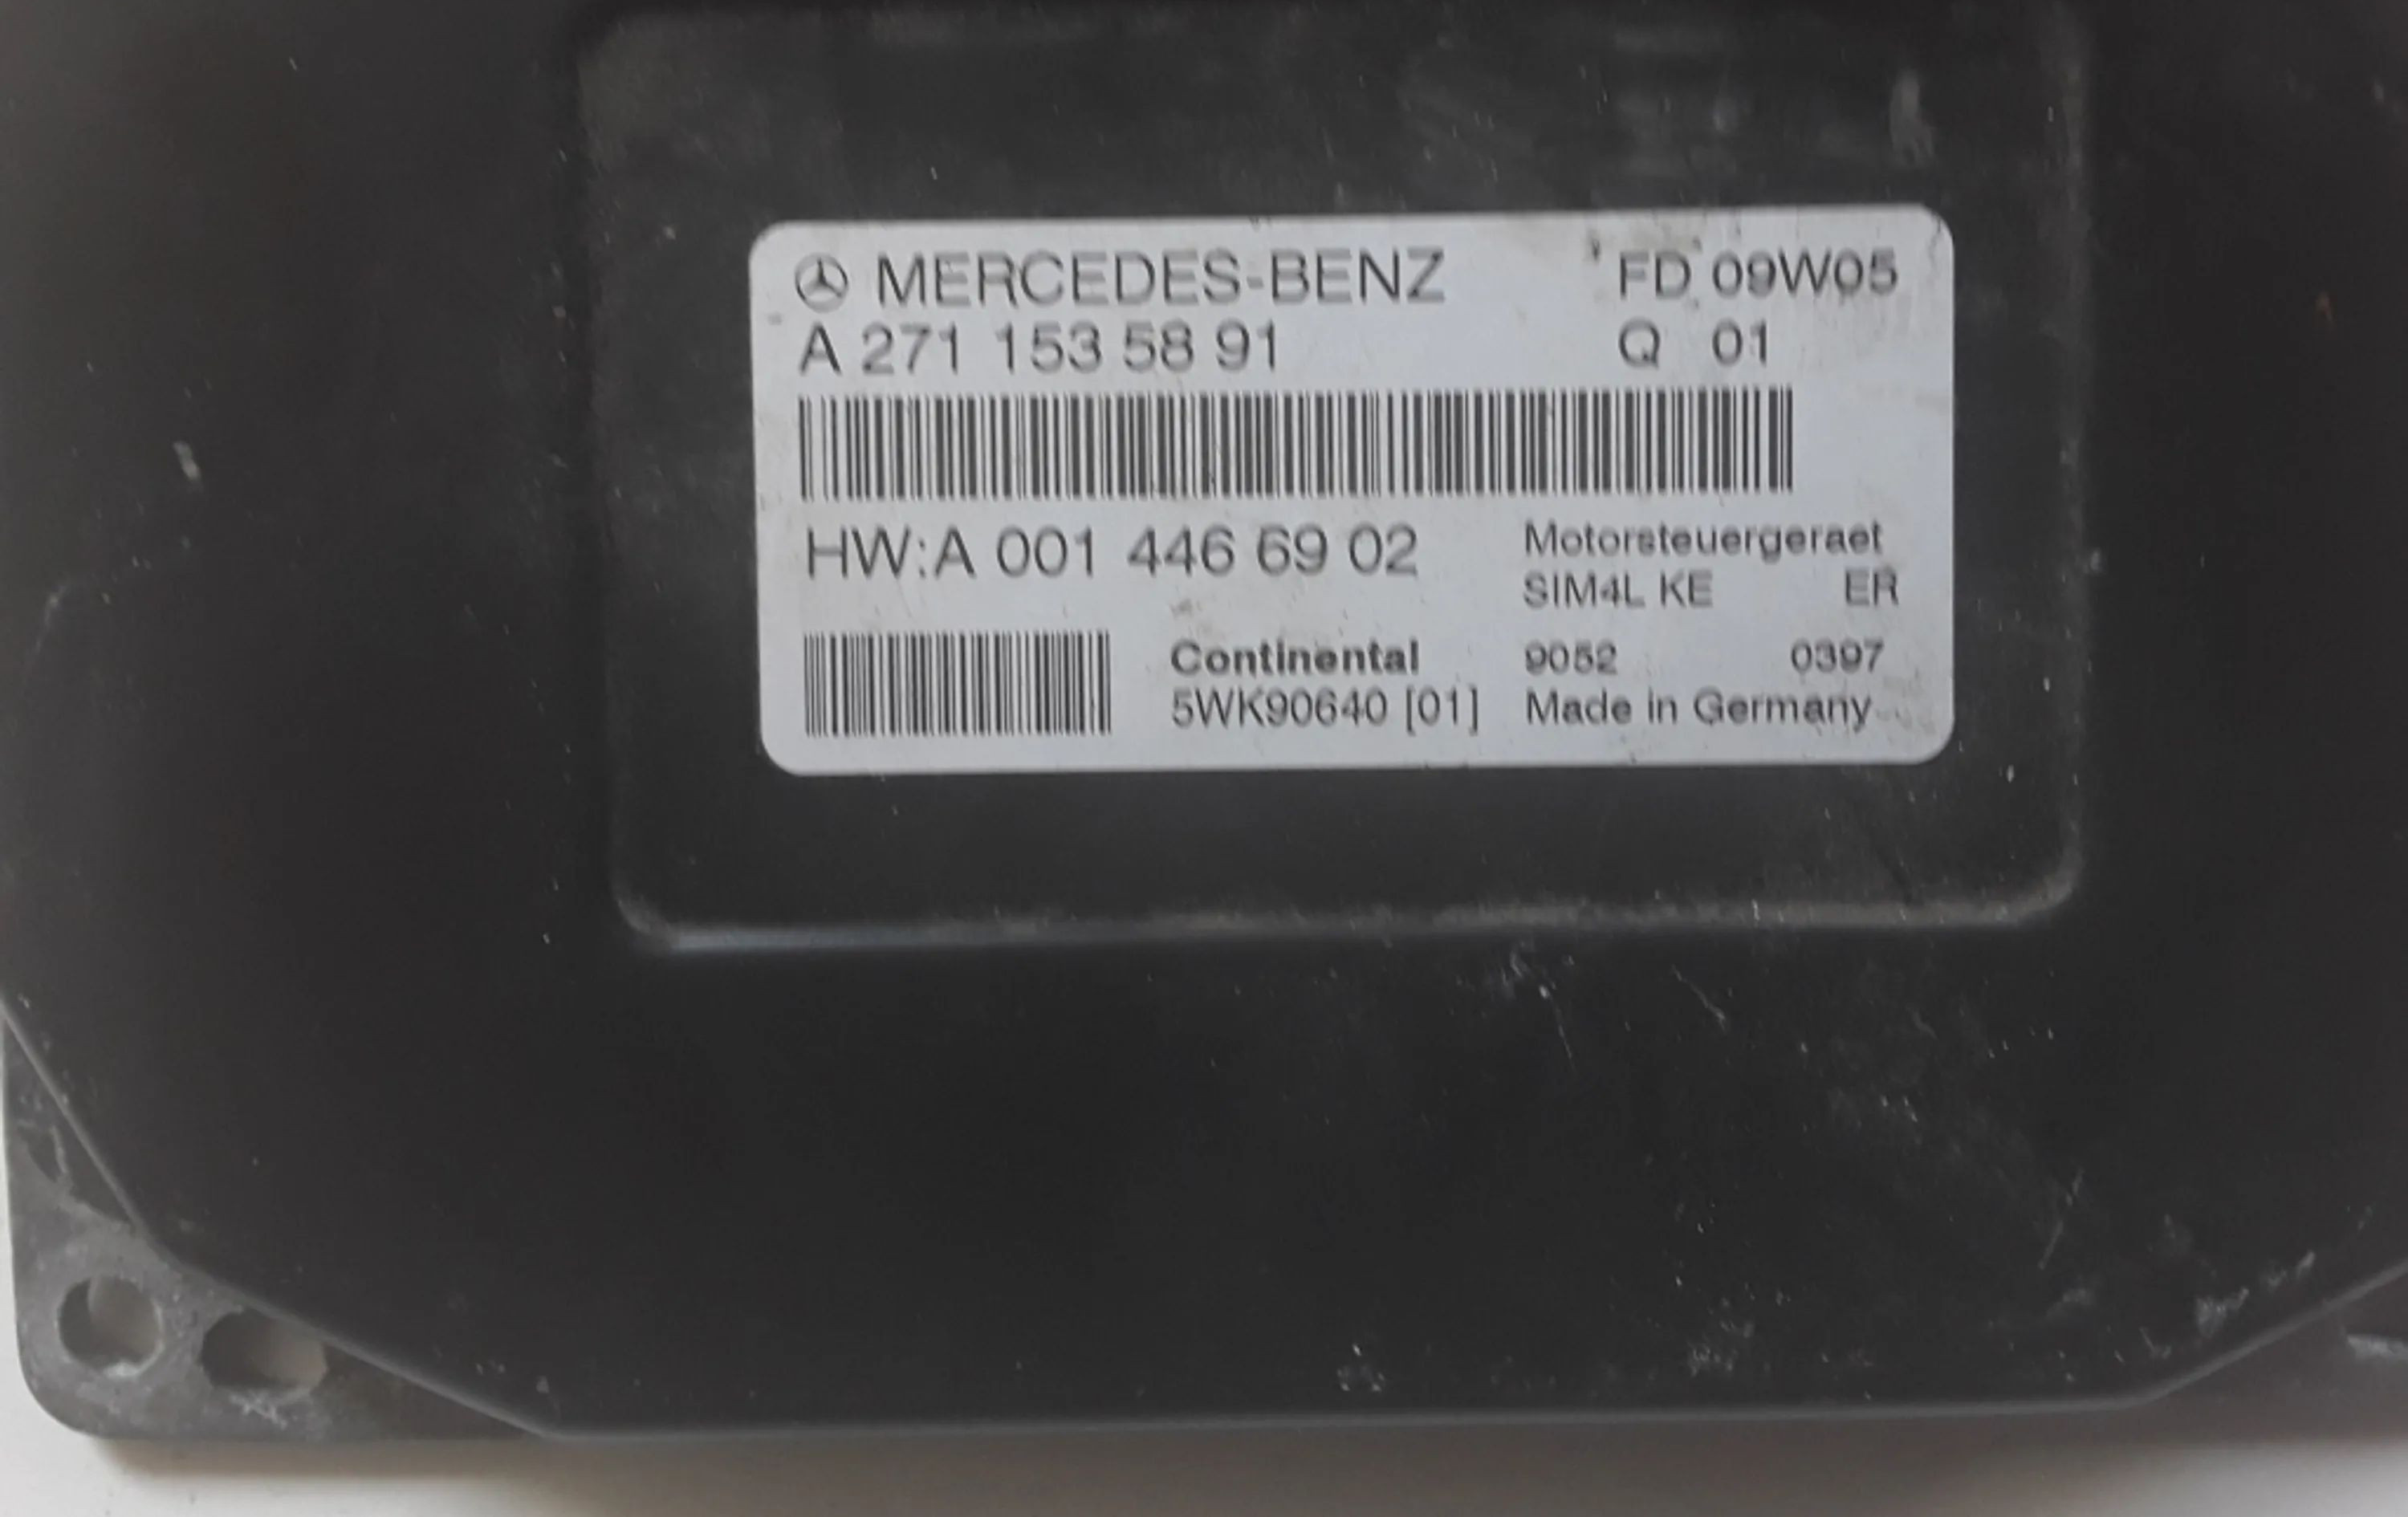 MERCEDES-BENZ FD 09W05
A 271 153 58 91 Q 01
HW:A 001 446 69 02
Motorsteuergeraet
SIM4L KE ER
Continental 9052 0397
5WK90640 [01] Made in Germany